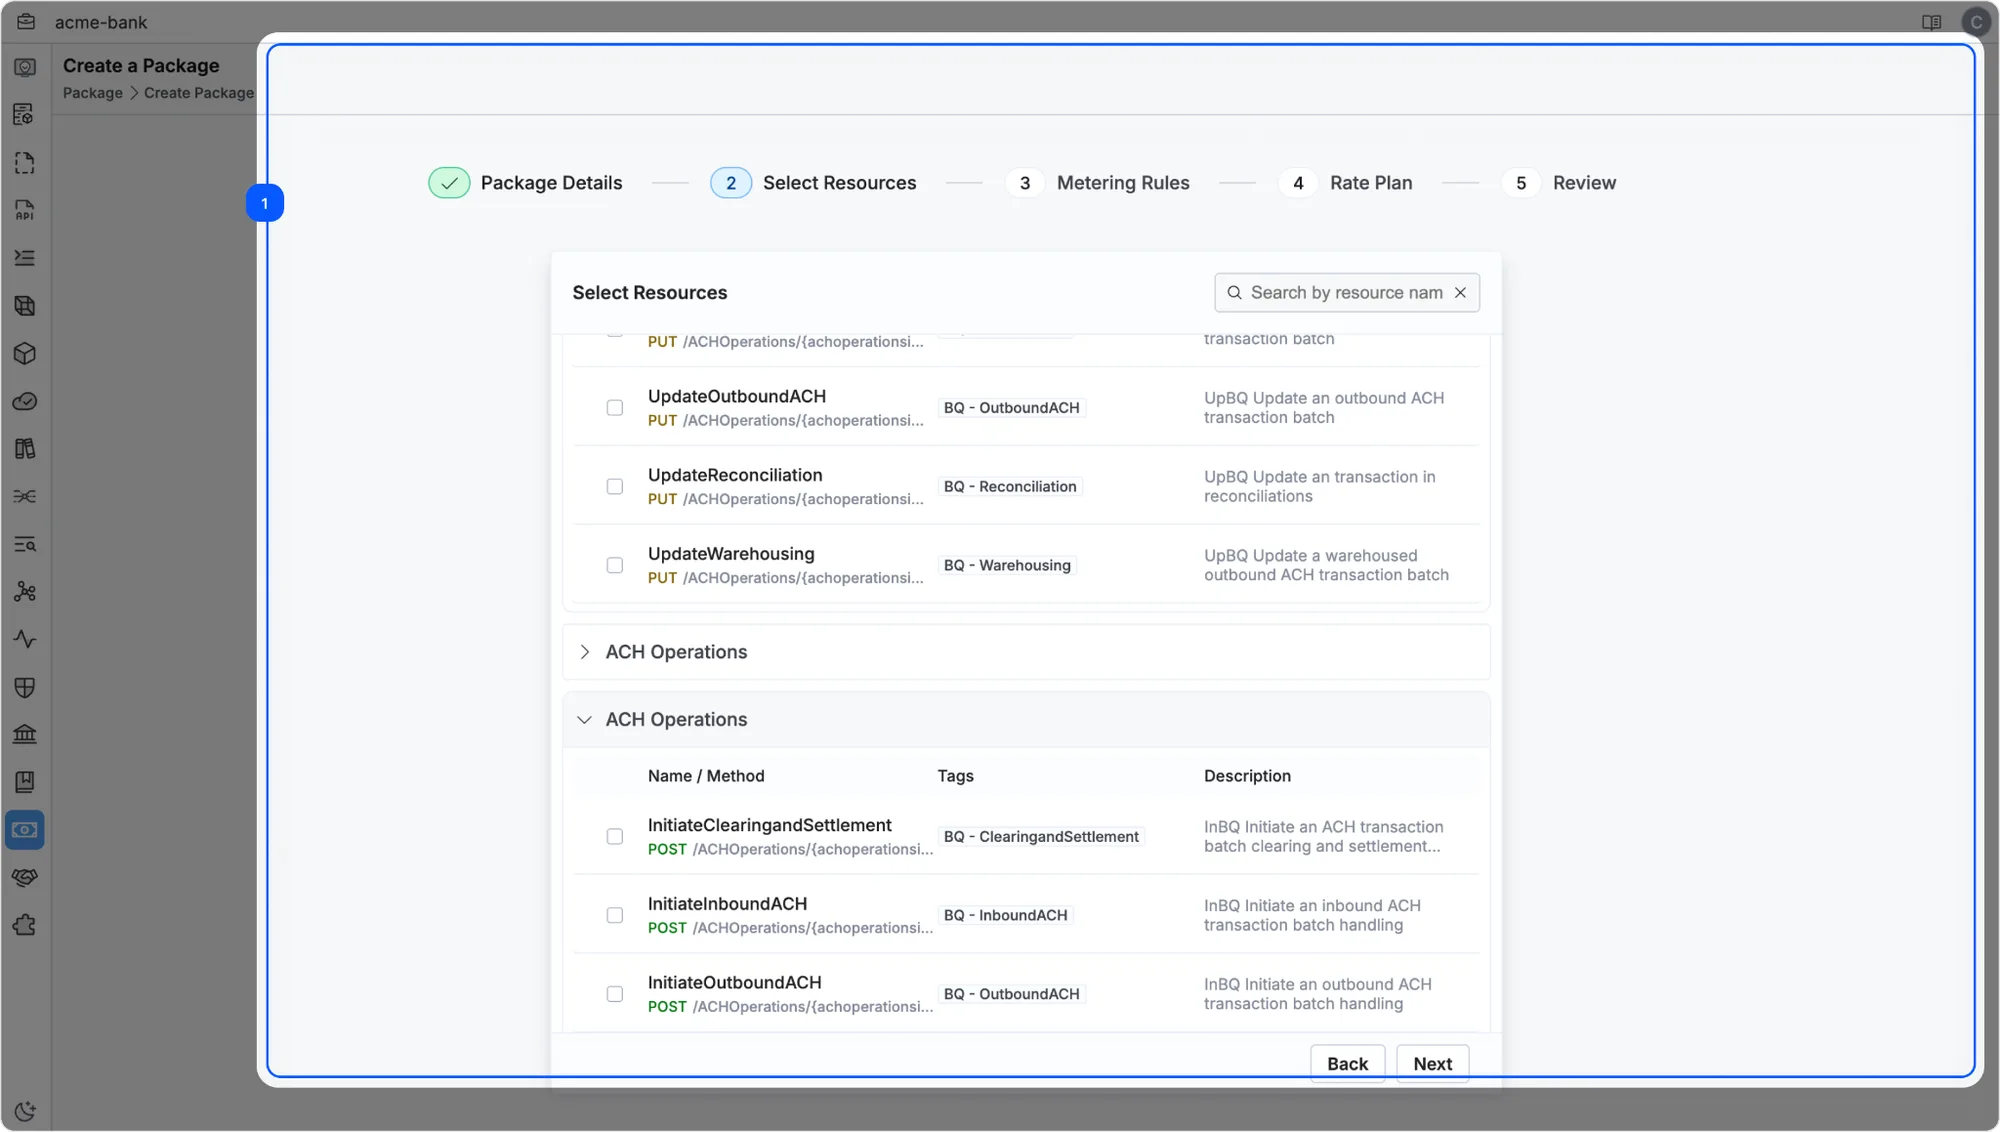 acme-bank
C
Create a Package
Package > Create Package
1
Package Details
2 Select Resources
3 Metering Rules
4 Rate Plan
5 Review
Select Resources
Search by resource nam
PUT /ACHOperations/{achoperationsi...
transaction batch
UpdateOutboundACH
PUT /ACHOperations/{achoperationsi...
BQ - OutboundACH
UpBQ Update an outbound ACH
transaction batch
UpdateReconciliation
PUT /ACHOperations/{achoperationsi...
BQ - Reconciliation
UpBQ Update an transaction in
reconciliations
UpdateWarehousing
PUT /ACHOperations/{achoperationsi...
BQ - Warehousing
UpBQ Update a warehoused
outbound ACH transaction batch
ACH Operations
ACH Operations
Name / Method
Tags
Description
InitiateClearingandSettlement
POST /ACHOperations/{achoperationsi...
BQ - ClearingandSettlement
InBQ Initiate an ACH transaction
batch clearing and settlement...
InitiateInboundACH
POST /ACHOperations/{achoperationsi...
BQ - InboundACH
InBQ Initiate an inbound ACH
transaction batch handling
InitiateOutboundACH
POST /ACHOperations/{achoperationsi...
BQ - OutboundACH
InBQ Initiate an outbound ACH
transaction batch handling
Back
Next
API